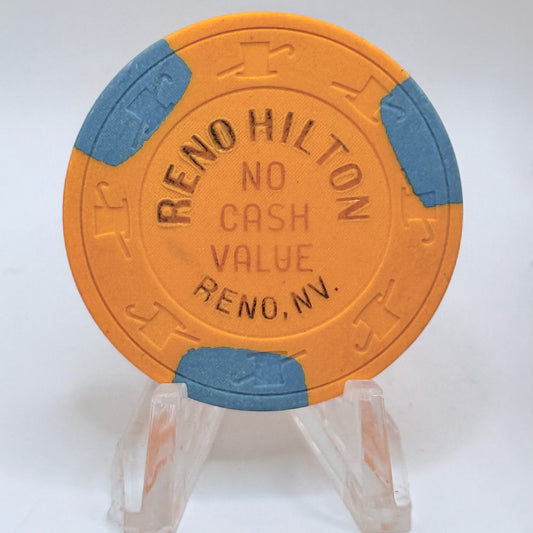 RENO HILTON
NO
CASH
VALUE
RENO, NV.